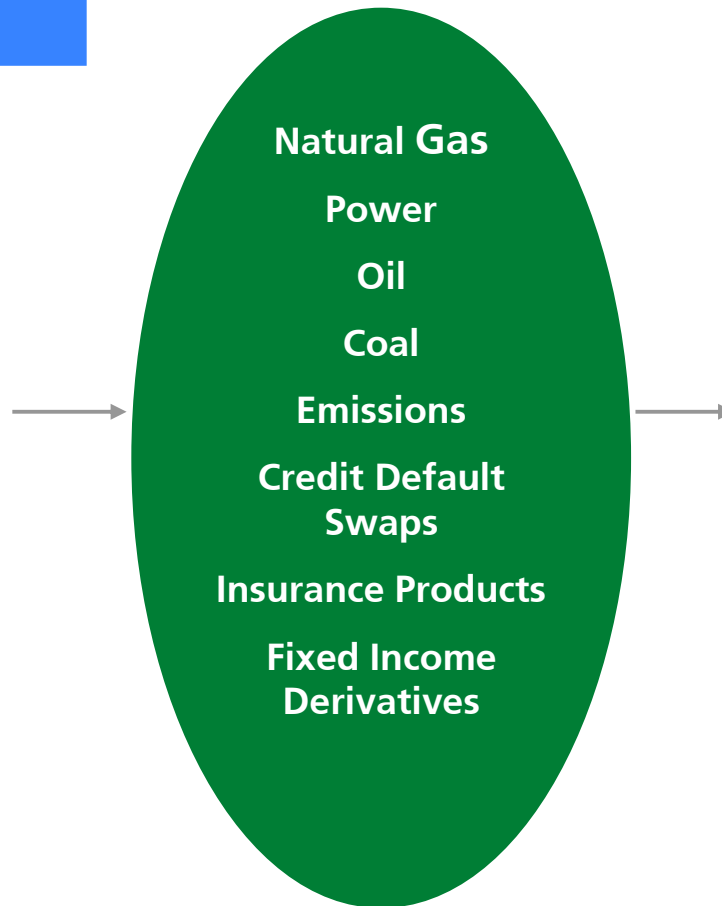 Natural Gas
Power
Oil
Coal
Emissions
Credit Default
Swaps
Insurance Products
Fixed Income
Derivatives